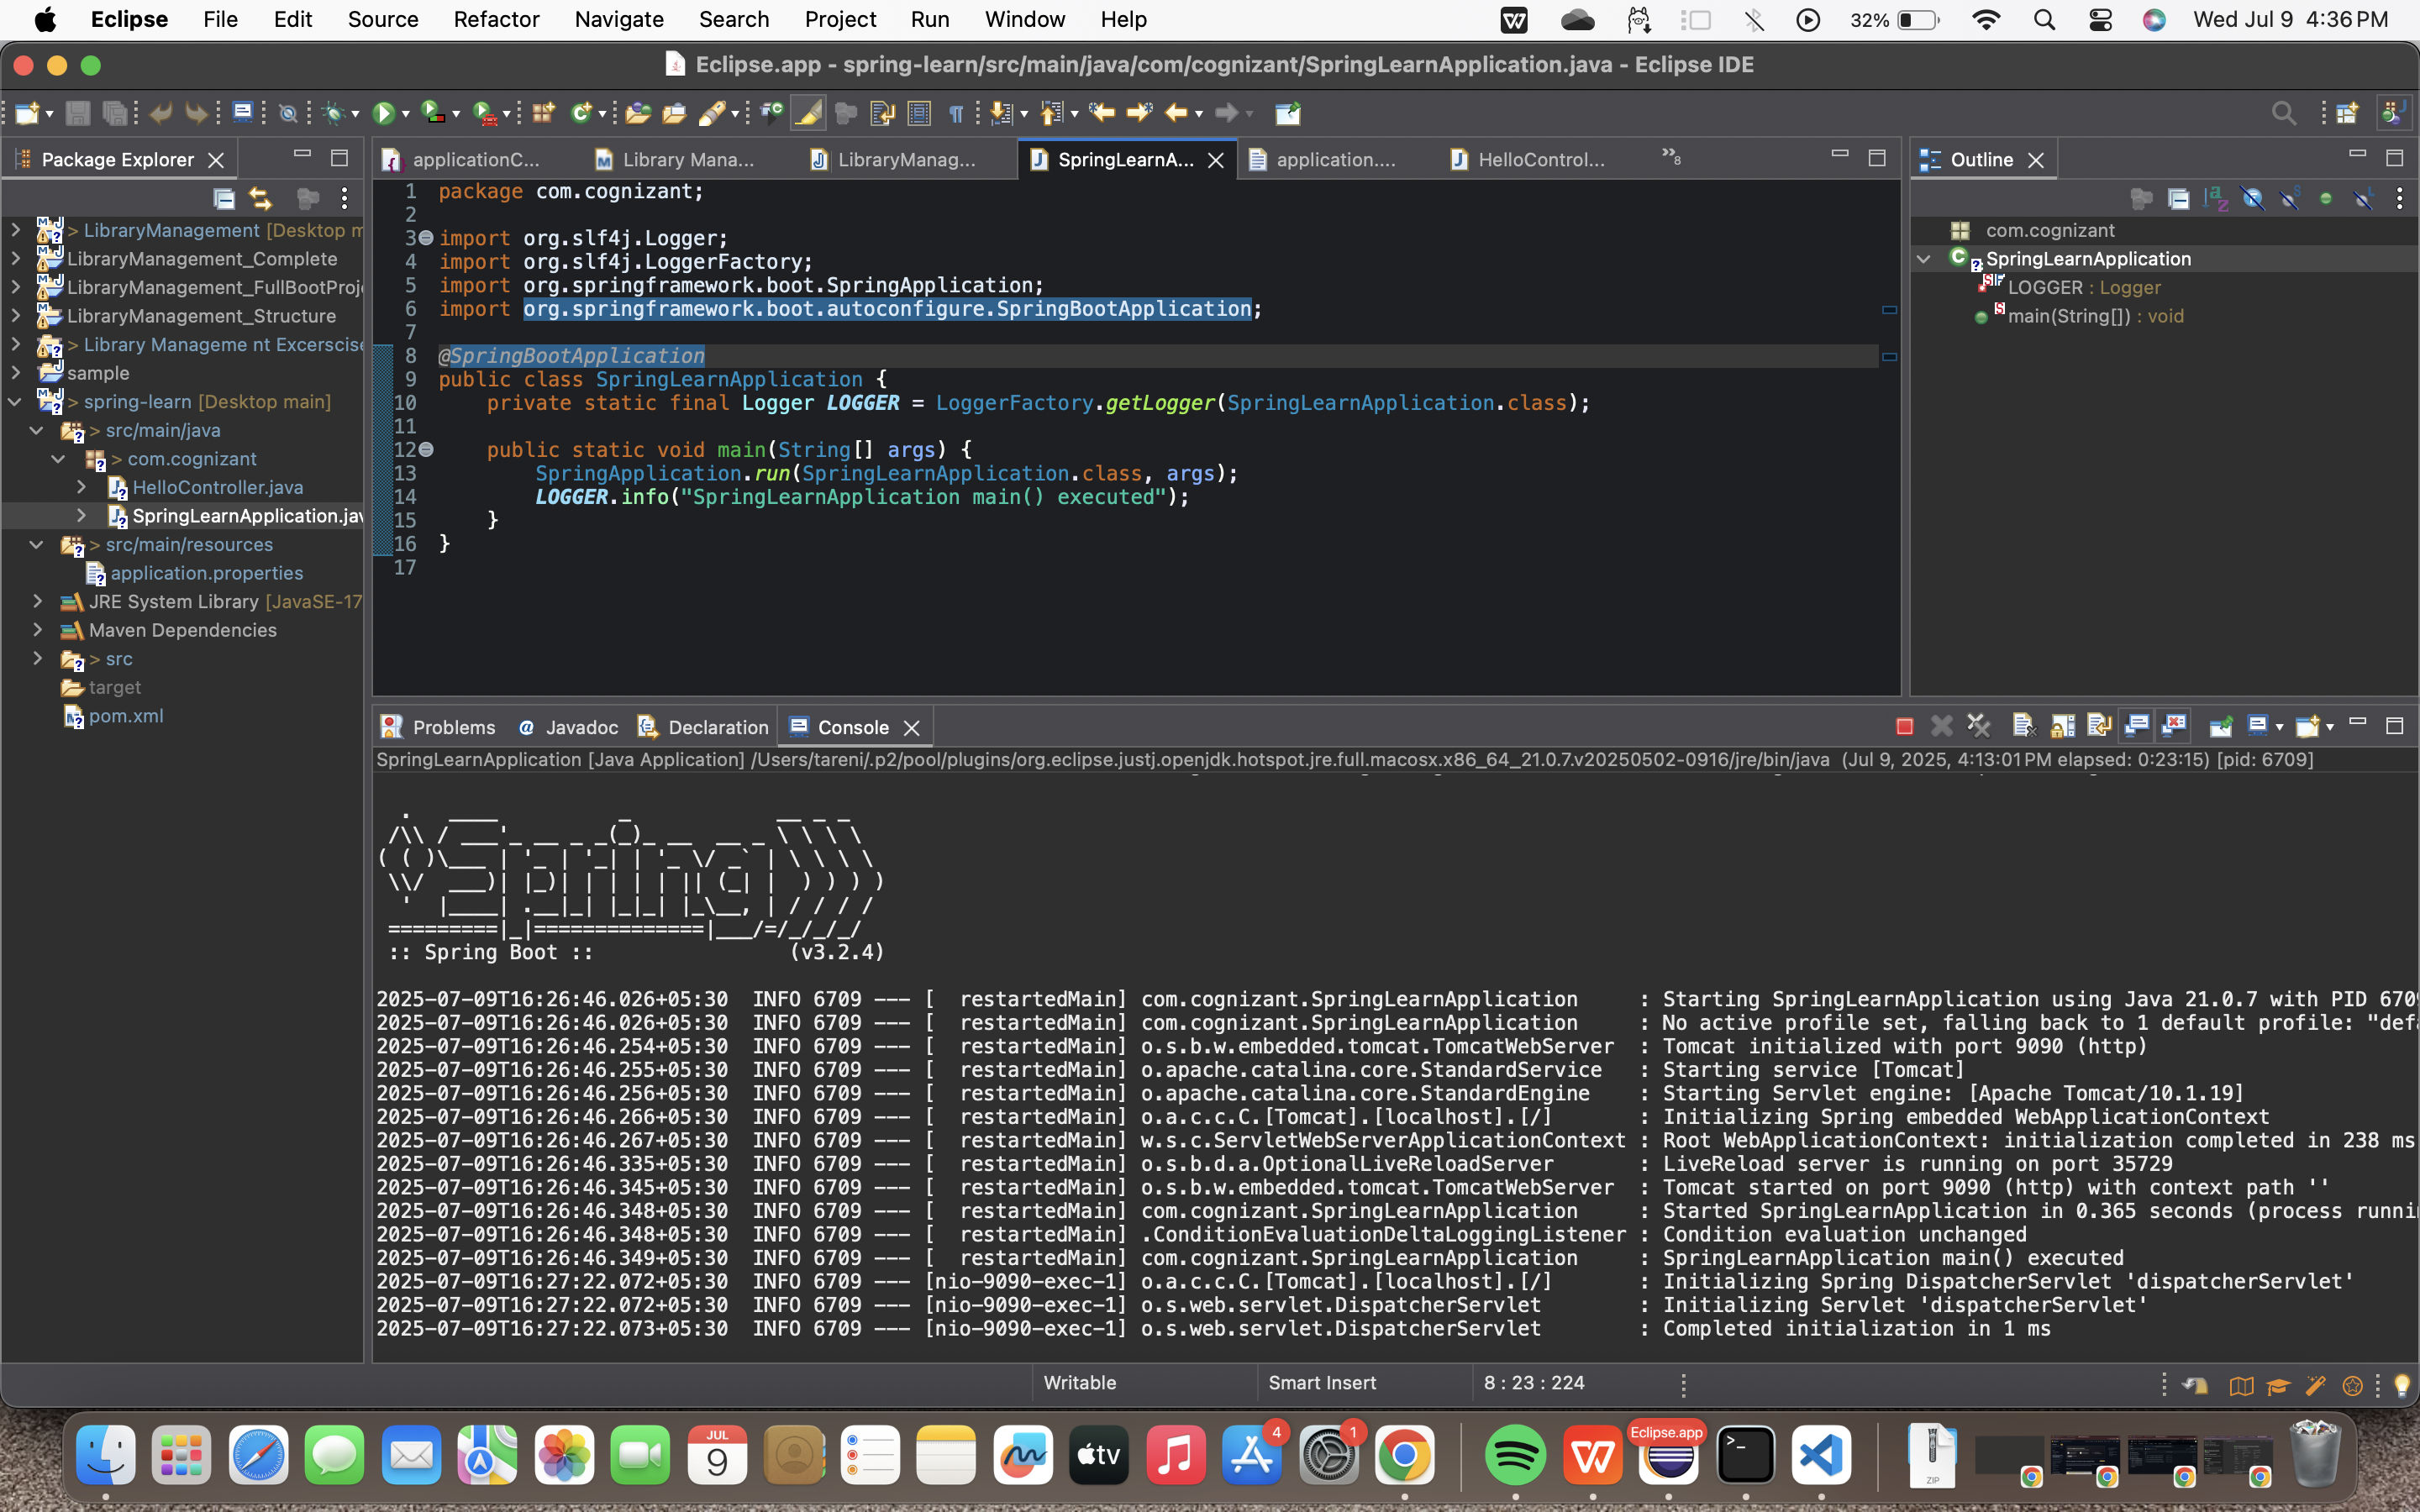 Eclipse File Edit Source Refactor Navigate Search Project Run Window Help 32% Wed Jul 9 4:36 PM
Eclipse.app - spring-learn/src/main/java/com/cognizant/SpringLearnApplication.java - Eclipse IDE
Package Explorer
applicationC... Library Mana... LibraryManag... SpringLearnA... application.... HelloControl... »8
Outline
> LibraryManagement [Desktop m
LibraryManagement_Complete
LibraryManagement_FullBootProj
LibraryManagement_Structure
> Library Manageme nt Excerscise
sample
> spring-learn [Desktop main]
> src/main/java
> com.cognizant
HelloController.java
SpringLearnApplication.jav
> src/main/resources
application.properties
JRE System Library [JavaSE-17
Maven Dependencies
> src
target
pom.xml
1 package com.cognizant;
2
3 import org.slf4j.Logger;
4 import org.slf4j.LoggerFactory;
5 import org.springframework.boot.SpringApplication;
6 import org.springframework.boot.autoconfigure.SpringBootApplication;
7
8 @SpringBootApplication
9 public class SpringLearnApplication {
10 private static final Logger LOGGER = LoggerFactory.getLogger(SpringLearnApplication.class);
11
12 public static void main(String[] args) {
13 SpringApplication.run(SpringLearnApplication.class, args);
14 LOGGER.info("SpringLearnApplication main() executed");
15 }
16 }
17
com.cognizant
SpringLearnApplication
LOGGER : Logger
main(String[]) : void
Problems Javadoc Declaration Console
SpringLearnApplication [Java Application] /Users/tareni/.p2/pool/plugins/org.eclipse.justj.openjdk.hotspot.jre.full.macosx.x86_64_21.0.7.v20250502-0916/jre/bin/java (Jul 9, 2025, 4:13:01 PM elapsed: 0:23:15) [pid: 6709]
Spring
:: Spring Boot :: (v3.2.4)
2025-07-09T16:26:46.026+05:30 INFO 6709 --- [ restartedMain] com.cognizant.SpringLearnApplication : Starting SpringLearnApplication using Java 21.0.7 with PID 6709
2025-07-09T16:26:46.026+05:30 INFO 6709 --- [ restartedMain] com.cognizant.SpringLearnApplication : No active profile set, falling back to 1 default profile: "defa
2025-07-09T16:26:46.254+05:30 INFO 6709 --- [ restartedMain] o.s.b.w.embedded.tomcat.TomcatWebServer : Tomcat initialized with port 9090 (http)
2025-07-09T16:26:46.255+05:30 INFO 6709 --- [ restartedMain] o.apache.catalina.core.StandardService : Starting service [Tomcat]
2025-07-09T16:26:46.256+05:30 INFO 6709 --- [ restartedMain] o.apache.catalina.core.StandardEngine : Starting Servlet engine: [Apache Tomcat/10.1.19]
2025-07-09T16:26:46.266+05:30 INFO 6709 --- [ restartedMain] o.a.c.c.C.[Tomcat].[localhost].[/] : Initializing Spring embedded WebApplicationContext
2025-07-09T16:26:46.267+05:30 INFO 6709 --- [ restartedMain] w.s.c.ServletWebServerApplicationContext : Root WebApplicationContext: initialization completed in 238 ms
2025-07-09T16:26:46.335+05:30 INFO 6709 --- [ restartedMain] o.s.b.d.a.OptionalLiveReloadServer : LiveReload server is running on port 35729
2025-07-09T16:26:46.345+05:30 INFO 6709 --- [ restartedMain] o.s.b.w.embedded.tomcat.TomcatWebServer : Tomcat started on port 9090 (http) with context path ''
2025-07-09T16:26:46.348+05:30 INFO 6709 --- [ restartedMain] com.cognizant.SpringLearnApplication : Started SpringLearnApplication in 0.365 seconds (process runni
2025-07-09T16:26:46.348+05:30 INFO 6709 --- [ restartedMain] .ConditionEvaluationDeltaLoggingListener : Condition evaluation unchanged
2025-07-09T16:26:46.349+05:30 INFO 6709 --- [ restartedMain] com.cognizant.SpringLearnApplication : SpringLearnApplication main() executed
2025-07-09T16:27:22.072+05:30 INFO 6709 --- [nio-9090-exec-1] o.a.c.c.C.[Tomcat].[localhost].[/] : Initializing Spring DispatcherServlet 'dispatcherServlet'
2025-07-09T16:27:22.072+05:30 INFO 6709 --- [nio-9090-exec-1] o.s.web.servlet.DispatcherServlet : Initializing Servlet 'dispatcherServlet'
2025-07-09T16:27:22.073+05:30 INFO 6709 --- [nio-9090-exec-1] o.s.web.servlet.DispatcherServlet : Completed initialization in 1 ms
Writable Smart Insert 8 : 23 : 224
JUL 9 tv 4 1 Eclipse.app ZIP